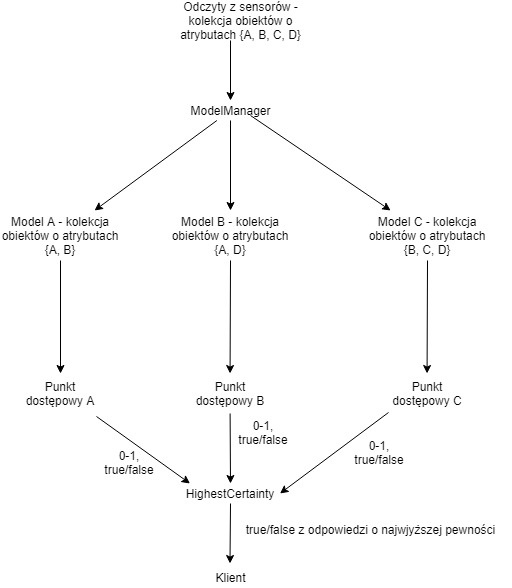 Odczyty z sensorów -
kolekcja obiektów o
atrybutach {A, B, C, D}
ModelManager
Model A - kolekcja
obiektów o atrybutach
{A, B}
Model B - kolekcja
obiektów o atrybutach
{A, D}
Model C - kolekcja
obiektów o atrybutach
{B, C, D}
Punkt
dostępowy A
Punkt
dostępowy B
Punkt
dostępowy C
0-1,
true/false
0-1,
true/false
0-1,
true/false
HighestCertainty
true/false z odpowiedzi o najwjyższej pewności
Klient